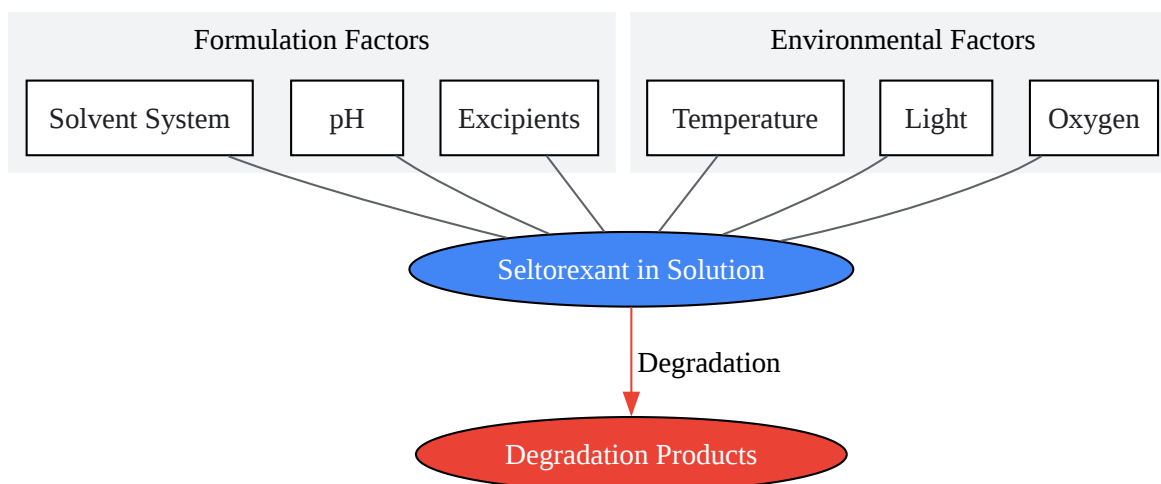 Formulation Factors
Environmental Factors
Solvent System
pH
Excipients
Temperature
Light
Oxygen
Seltorexant in Solution
Degradation
Degradation Products